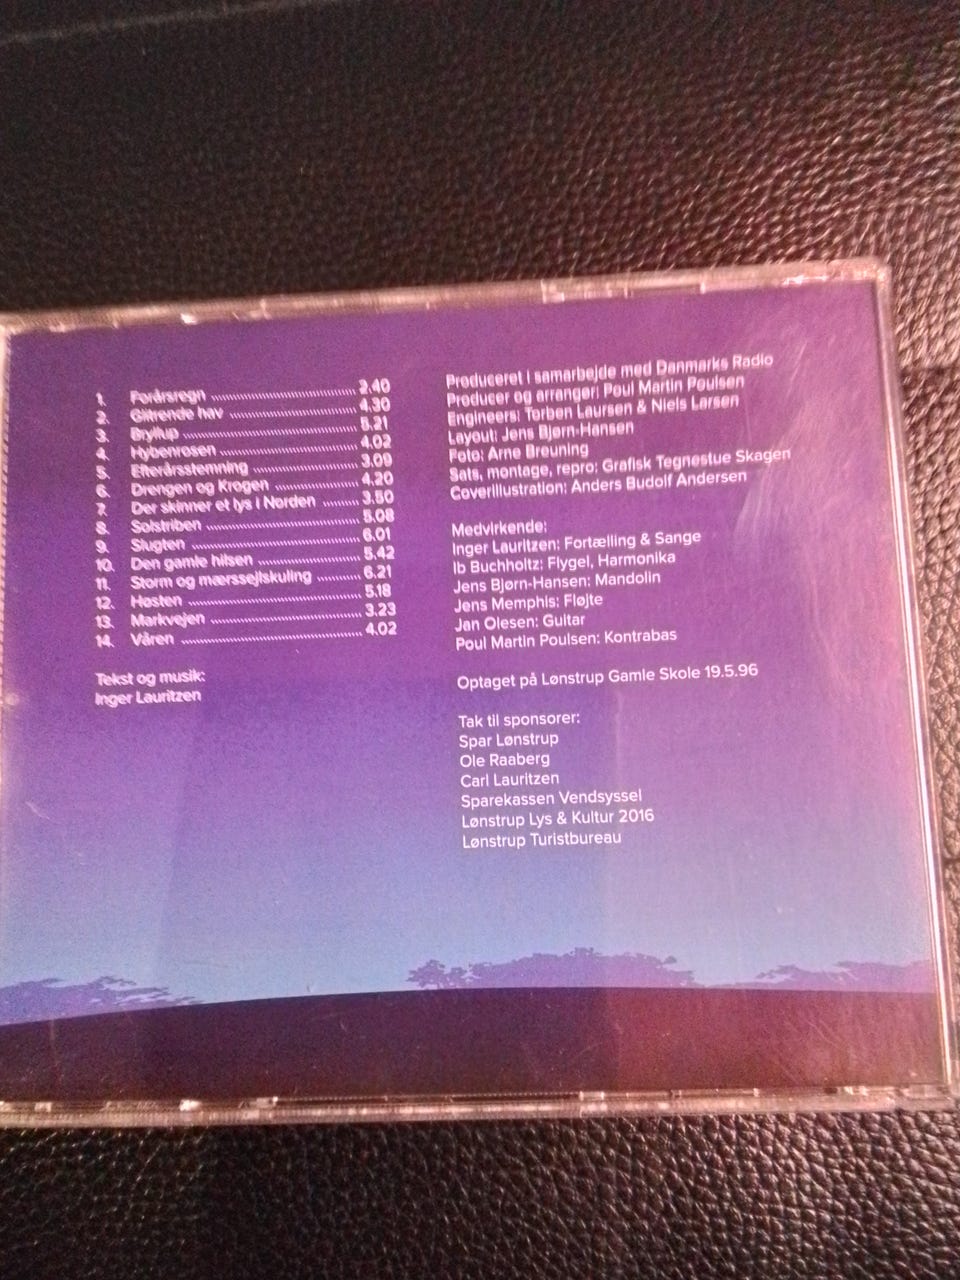 1. Forårsregn 2.40
2. Glitrende hav 4.30
3. Bryllup 5.21
4. Hybenrosen 4.02
5. Efterårsstemning 3.09
6. Drengen og Krogen 4.20
7. Der skinner et lys i Norden 3.50
8. Solstriben 5.08
9. Slugten 6.01
10. Den gamle hilsen 5.42
11. Storm og mærssejlskuling 6.21
12. Høsten 5.18
13. Markvejen 3.23
14. Våren 4.02
Tekst og musik:
Inger Lauritzen
Produceret i samarbejde med Danmarks Radio
Producer og arrangør: Poul Martin Poulsen
Engineers: Torben Laursen & Niels Larsen
Layout: Jens Bjørn-Hansen
Foto: Arne Breuning
Sats, montage, repro: Grafisk Tegnestue Skagen
Coverillustration: Anders Budolf Andersen
Medvirkende:
Inger Lauritzen: Fortælling & Sange
Ib Buchholtz: Flygel, Harmonika
Jens Bjørn-Hansen: Mandolin
Jens Memphis: Fløjte
Jan Olesen: Guitar
Poul Martin Poulsen: Kontrabas
Optaget på Lønstrup Gamle Skole 19.5.96
Tak til sponsorer:
Spar Lønstrup
Ole Raaberg
Carl Lauritzen
Sparekassen Vendsyssel
Lønstrup Lys & Kultur 2016
Lønstrup Turistbureau